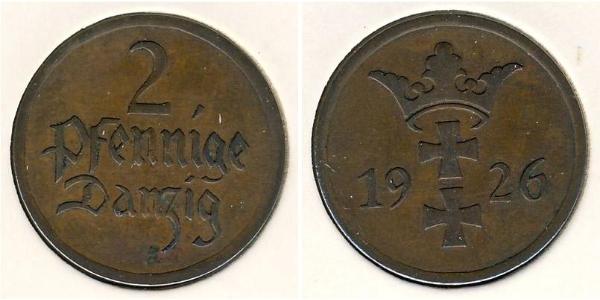 2
Pfennige
Danzig
19 26